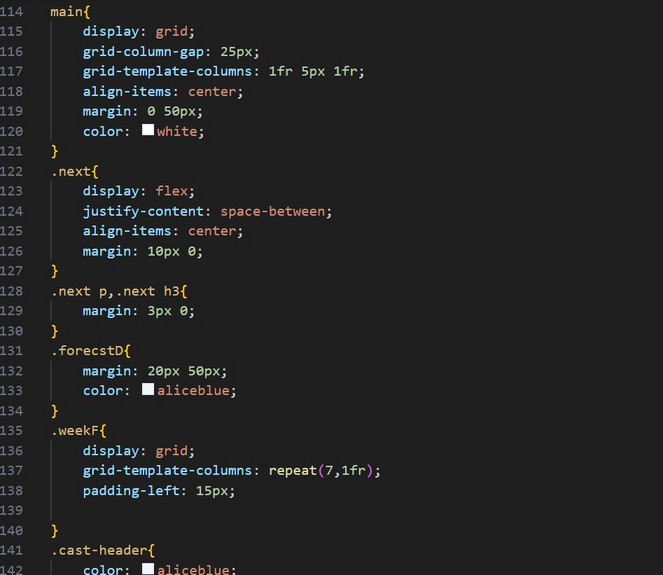 114 main{
115 display: grid;
116 grid-column-gap: 25px;
117 grid-template-columns: 1fr 5px 1fr;
118 align-items: center;
119 margin: 0 50px;
120 color: white;
121 }
122 .next{
123 display: flex;
124 justify-content: space-between;
125 align-items: center;
126 margin: 10px 0;
127 }
128 .next p,.next h3{
129 margin: 3px 0;
130 }
131 .forecstD{
132 margin: 20px 50px;
133 color: aliceblue;
134 }
135 .weekF{
136 display: grid;
137 grid-template-columns: repeat(7,1fr);
138 padding-left: 15px;
139
140 }
141 .cast-header{
142 color: aliceblue;